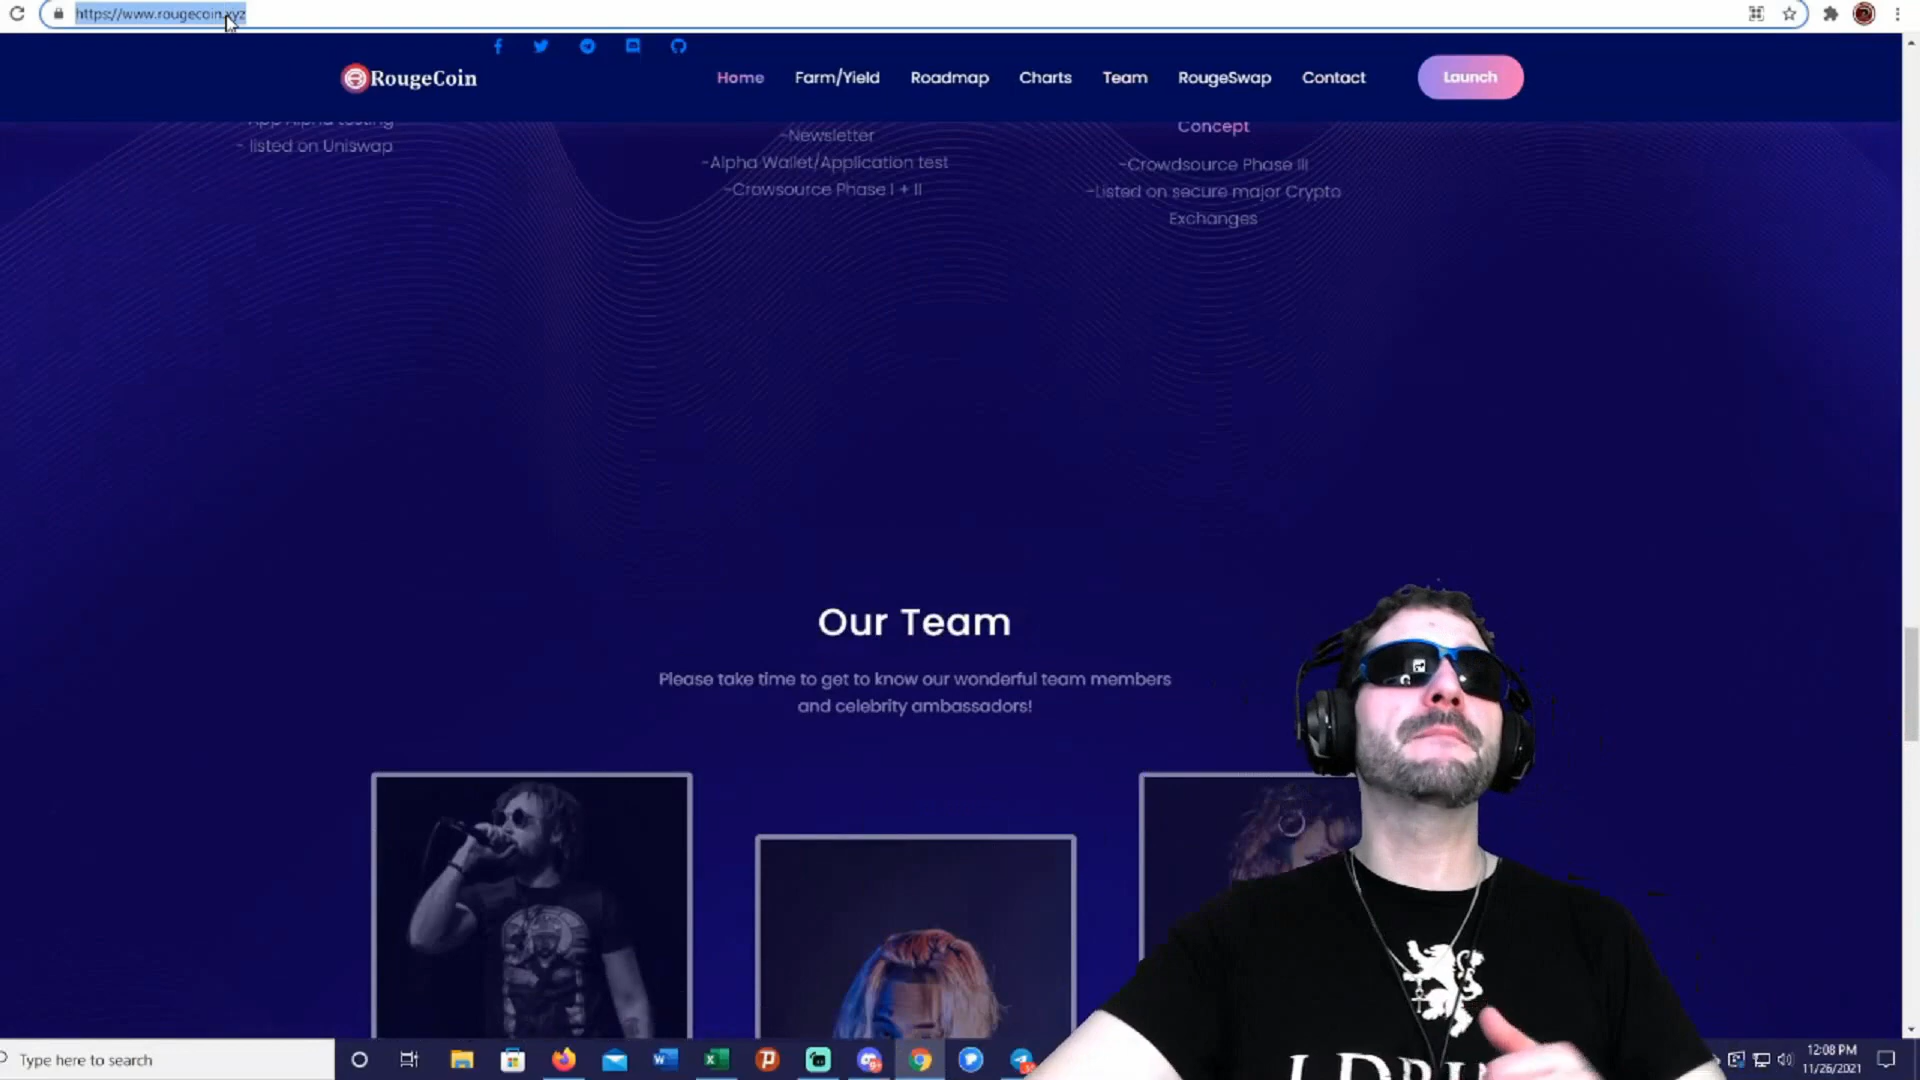 https://www.rougecoin.xyz
RougeCoin
Home
Farm/Yield
Roadmap
Charts
Team
RougeSwap
Contact
Launch
- App Alpha testing
- listed on Uniswap
-Newsletter
-Alpha Wallet/Application test
-Crowsource Phase I + II
Concept
-Crowdsource Phase III
-Listed on secure major Crypto
Exchanges
Our Team
Please take time to get to know our wonderful team members
and celebrity ambassadors!
Type here to search
12:08 PM
11/26/2021